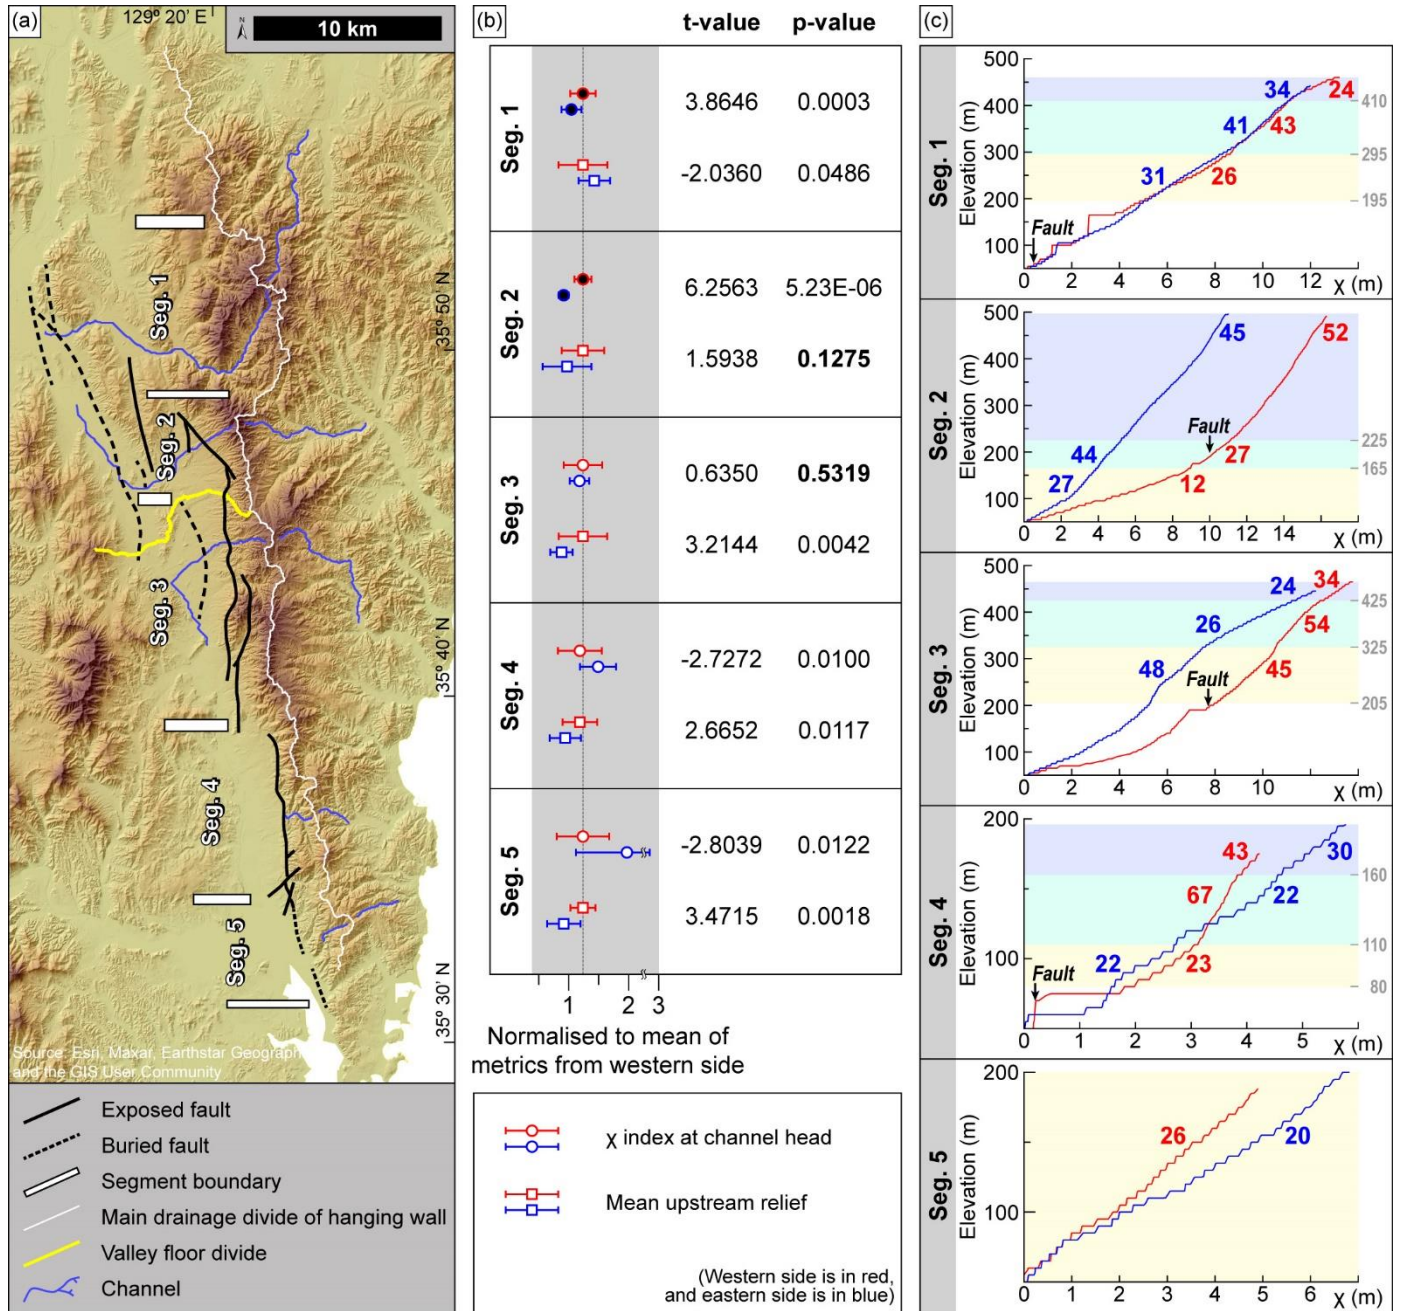 (a)
129° 20' E
N
10 km
Seg. 1
35° 50' N
Seg. 2
Seg. 3
35° 40' N
Seg. 4
Seg. 5
35° 30' N
Source: Esri, Maxar, Earthstar Geograph
and the GIS User Community
Exposed fault
Buried fault
Segment boundary
Main drainage divide of hanging wall
Valley floor divide
Channel
(b)
t-value p-value
Seg. 1
3.8646 0.0003
-2.0360 0.0486
Seg. 2
6.2563 5.23E-06
1.5938 0.1275
Seg. 3
0.6350 0.5319
3.2144 0.0042
Seg. 4
-2.7272 0.0100
2.6652 0.0117
Seg. 5
-2.8039 0.0122
3.4715 0.0018
1 2 3
Normalised to mean of
metrics from western side
χ index at channel head
Mean upstream relief
(Western side is in red,
and eastern side is in blue)
(c)
Seg. 1
Elevation (m)
500
400
300
200
100
34 24
41 43
31 26
Fault
410
295
195
0 2 4 6 8 10 12 χ (m)
Seg. 2
Elevation (m)
500
400
300
200
100
45 52
44 27
27 12
Fault
225
165
0 2 4 6 8 10 12 14 χ (m)
Seg. 3
Elevation (m)
500
400
300
200
100
24 34
26 54
48 45
Fault
425
325
205
0 2 4 6 8 10 χ (m)
Seg. 4
Elevation (m)
200
100
43 30
67 22
22 23
Fault
160
110
80
0 1 2 3 4 5 χ (m)
Seg. 5
Elevation (m)
200
100
26 20
0 1 2 3 4 5 6 χ (m)